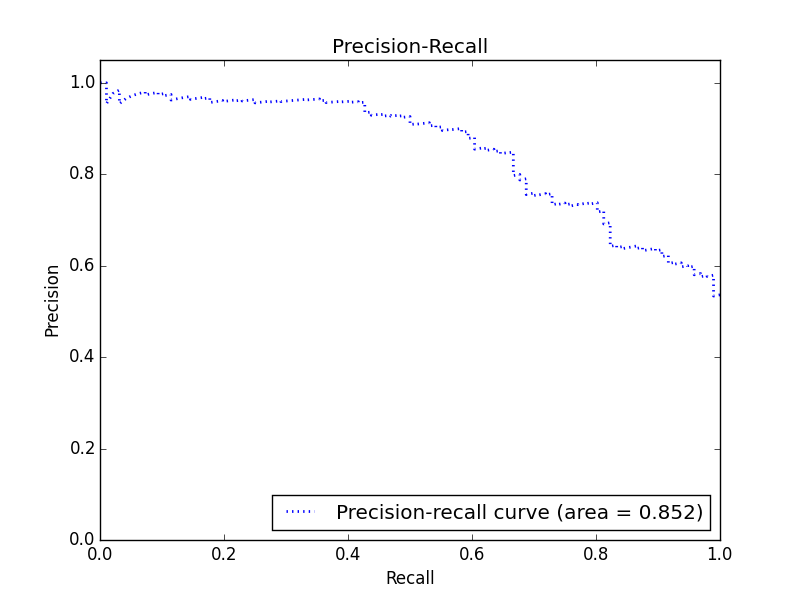 Precision-Recall
1.0
0.8
0.6
0.4
0.2
0.0
Precision
Precision-recall curve (area = 0.852)
0.0 0.2 0.4 0.6 0.8 1.0
Recall